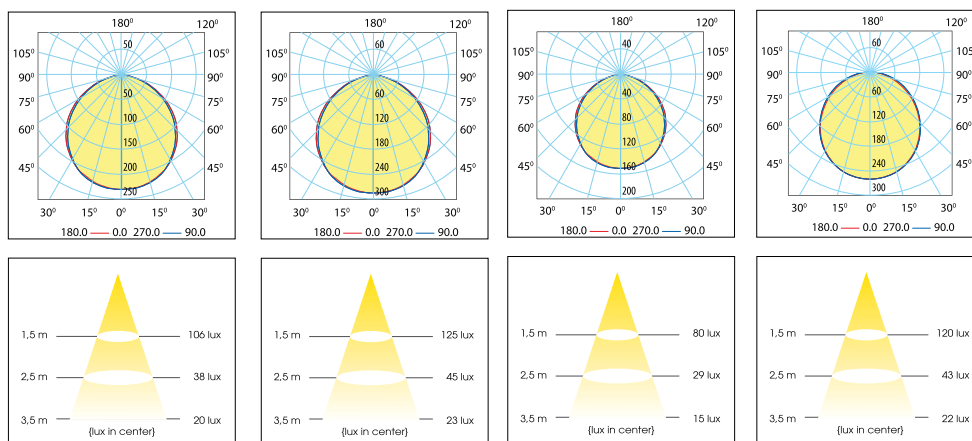 180⁰ 120⁰
50
105⁰ 105⁰
90⁰ 90⁰
50
75⁰ 75⁰
100
60⁰ 60⁰
150
45⁰ 45⁰
200
250
30⁰ 15⁰ 0⁰ 15⁰ 30⁰
180.0 0.0 270.0 90.0
180⁰ 120⁰
60
105⁰ 105⁰
90⁰ 90⁰
60
75⁰ 75⁰
120
60⁰ 60⁰
180
45⁰ 45⁰
240
300
30⁰ 15⁰ 0⁰ 15⁰ 30⁰
180.0 0.0 270.0 90.0
180⁰ 120⁰
40
105⁰ 105⁰
90⁰ 90⁰
40
75⁰ 75⁰
80
60⁰ 60⁰
120
45⁰ 45⁰
160
200
30⁰ 15⁰ 0⁰ 15⁰ 30⁰
180.0 0.0 270.0 90.0
180⁰ 120⁰
60
105⁰ 105⁰
90⁰ 90⁰
60
75⁰ 75⁰
120
60⁰ 60⁰
180
45⁰ 45⁰
240
300
30⁰ 15⁰ 0⁰ 15⁰ 30⁰
180.0 0.0 270.0 90.0
1,5 m 106 lux
2,5 m 38 lux
3,5 m 20 lux
{lux in center}
1,5 m 125 lux
2,5 m 45 lux
3,5 m 23 lux
{lux in center}
1,5 m 80 lux
2,5 m 29 lux
3,5 m 15 lux
{lux in center}
1,5 m 120 lux
2,5 m 43 lux
3,5 m 22 lux
{lux in center}